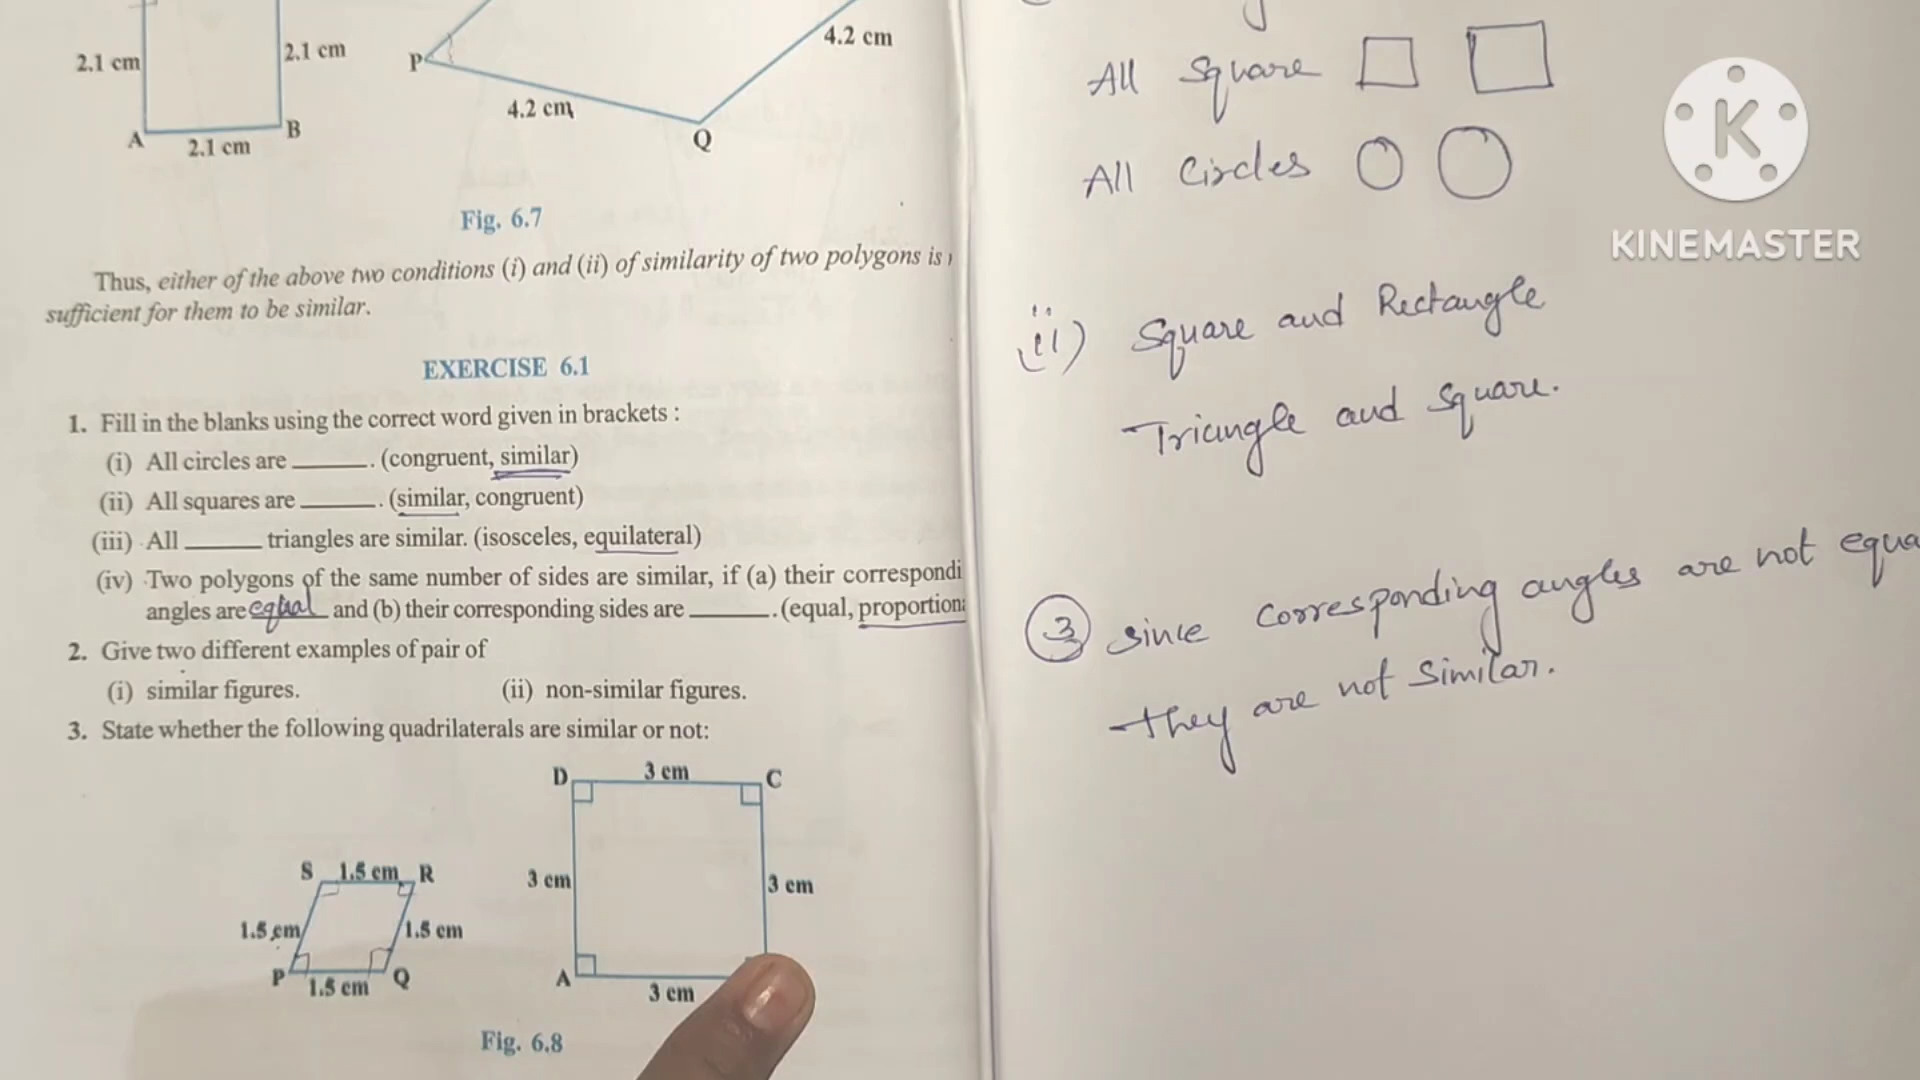 2.1 cm
2.1 cm
A
2.1 cm
B
P
4.2 cm
4.2 cm
Q
Fig. 6.7
Thus, either of the above two conditions (i) and (ii) of similarity of two polygons is
sufficient for them to be similar.
EXERCISE 6.1
1. Fill in the blanks using the correct word given in brackets :
(i) All circles are ______. (congruent, similar)
(ii) All squares are ______. (similar, congruent)
(iii) All ______ triangles are similar. (isosceles, equilateral)
(iv) Two polygons of the same number of sides are similar, if (a) their correspondi
angles are equal and (b) their corresponding sides are ______. (equal, proportiona
2. Give two different examples of pair of
(i) similar figures. (ii) non-similar figures.
3. State whether the following quadrilaterals are similar or not:
S 1.5 cm R
1.5 cm
1.5 cm
P
1.5 cm
Q
D 3 cm C
3 cm
3 cm
A
3 cm
Fig. 6.8
All Square
All Circles
KINEMASTER
(ii) Square and Rectangle
Triangle and Square.
3 Since Corresponding angles are not equa
They are not Similar.